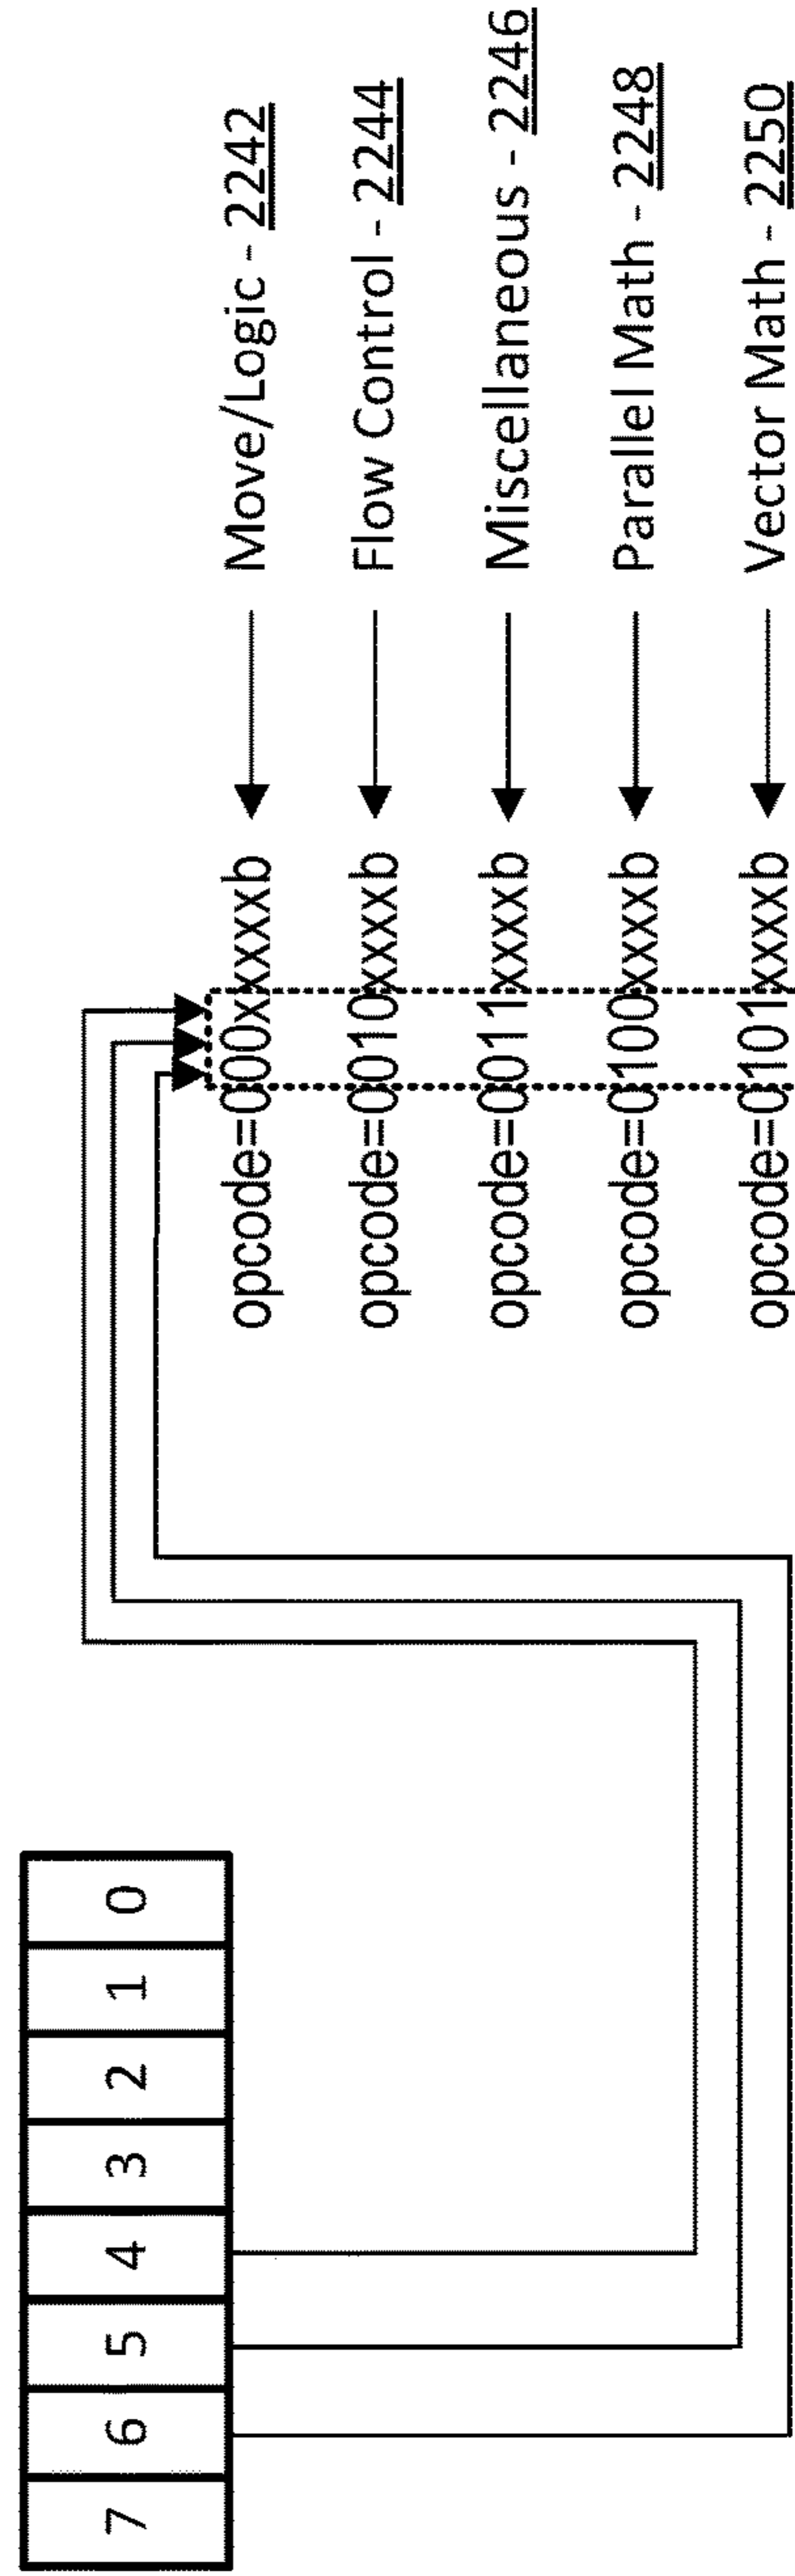 7 6 5 4 3 2 1 0
opcode=000xxxxxb Move/Logic - 2242
opcode=0010xxxxb Flow Control - 2244
opcode=0011xxxxb Miscellaneous - 2246
opcode=0100xxxxb Parallel Math - 2248
opcode=0101xxxxb Vector Math - 2250